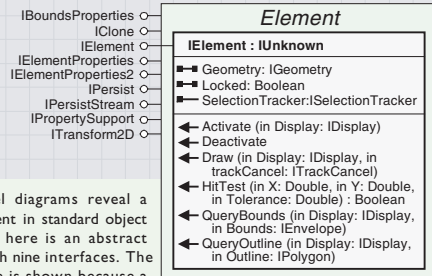 IBoundsProperties
IClone
IElement
IElementProperties
IElementProperties2
IPersist
IPersistStream
IPropertySupport
ITransform2D
Element
IElement : IUnknown
Geometry: IGeometry
Locked: Boolean
SelectionTracker:ISelectionTracker
Activate (in Display: IDisplay)
Deactivate
Draw (in Display: IDisplay, in
trackCancel: ITrackCancel)
HitTest (in X: Double, in Y: Double,
in Tolerance: Double) : Boolean
QueryBounds (in Display: IDisplay,
in Bounds: IEnvelope)
QueryOutline (in Display: IDisplay,
in Outline: IPolygon)
diagrams reveal a
in standard object
here is an abstract
nine interfaces. The
is shown because a